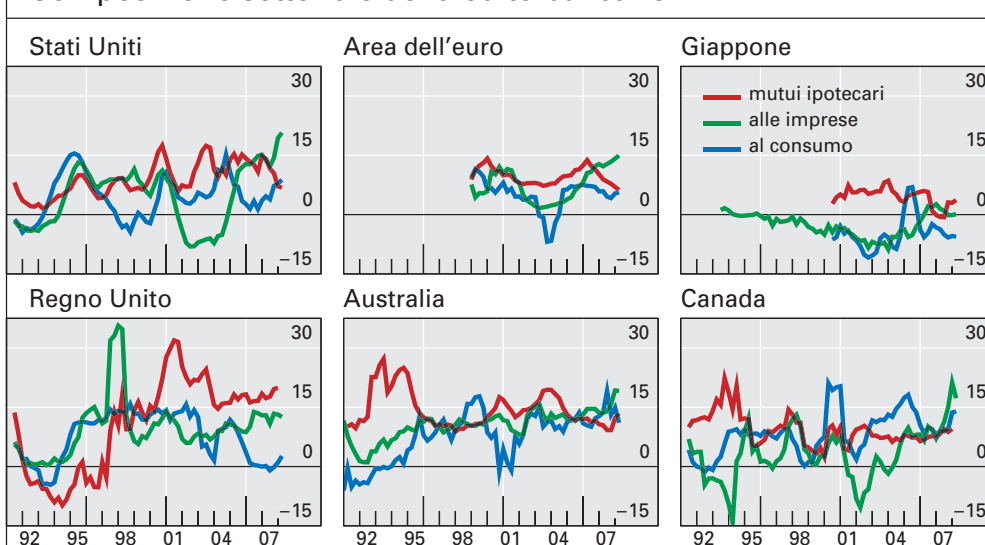 Stati Uniti
30
15
0
−15
Area dell'euro
30
15
0
−15
Giappone
mutui ipotecari
alle imprese
al consumo
30
15
0
−15
Regno Unito
30
15
0
−15
92 95 98 01 04 07
Australia
30
15
0
−15
92 95 98 01 04 07
Canada
30
15
0
−15
92 95 98 01 04 07